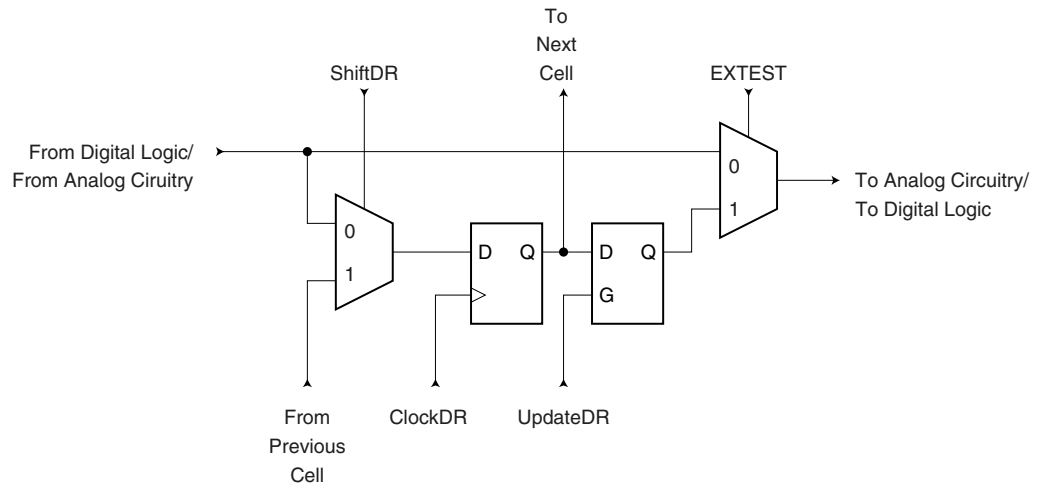 To
Next
Cell
ShiftDR
EXTEST
From Digital Logic/
From Analog Ciruitry
0
1
To Analog Circuitry/
To Digital Logic
0
1
D Q
D Q
G
From
Previous
Cell
ClockDR
UpdateDR